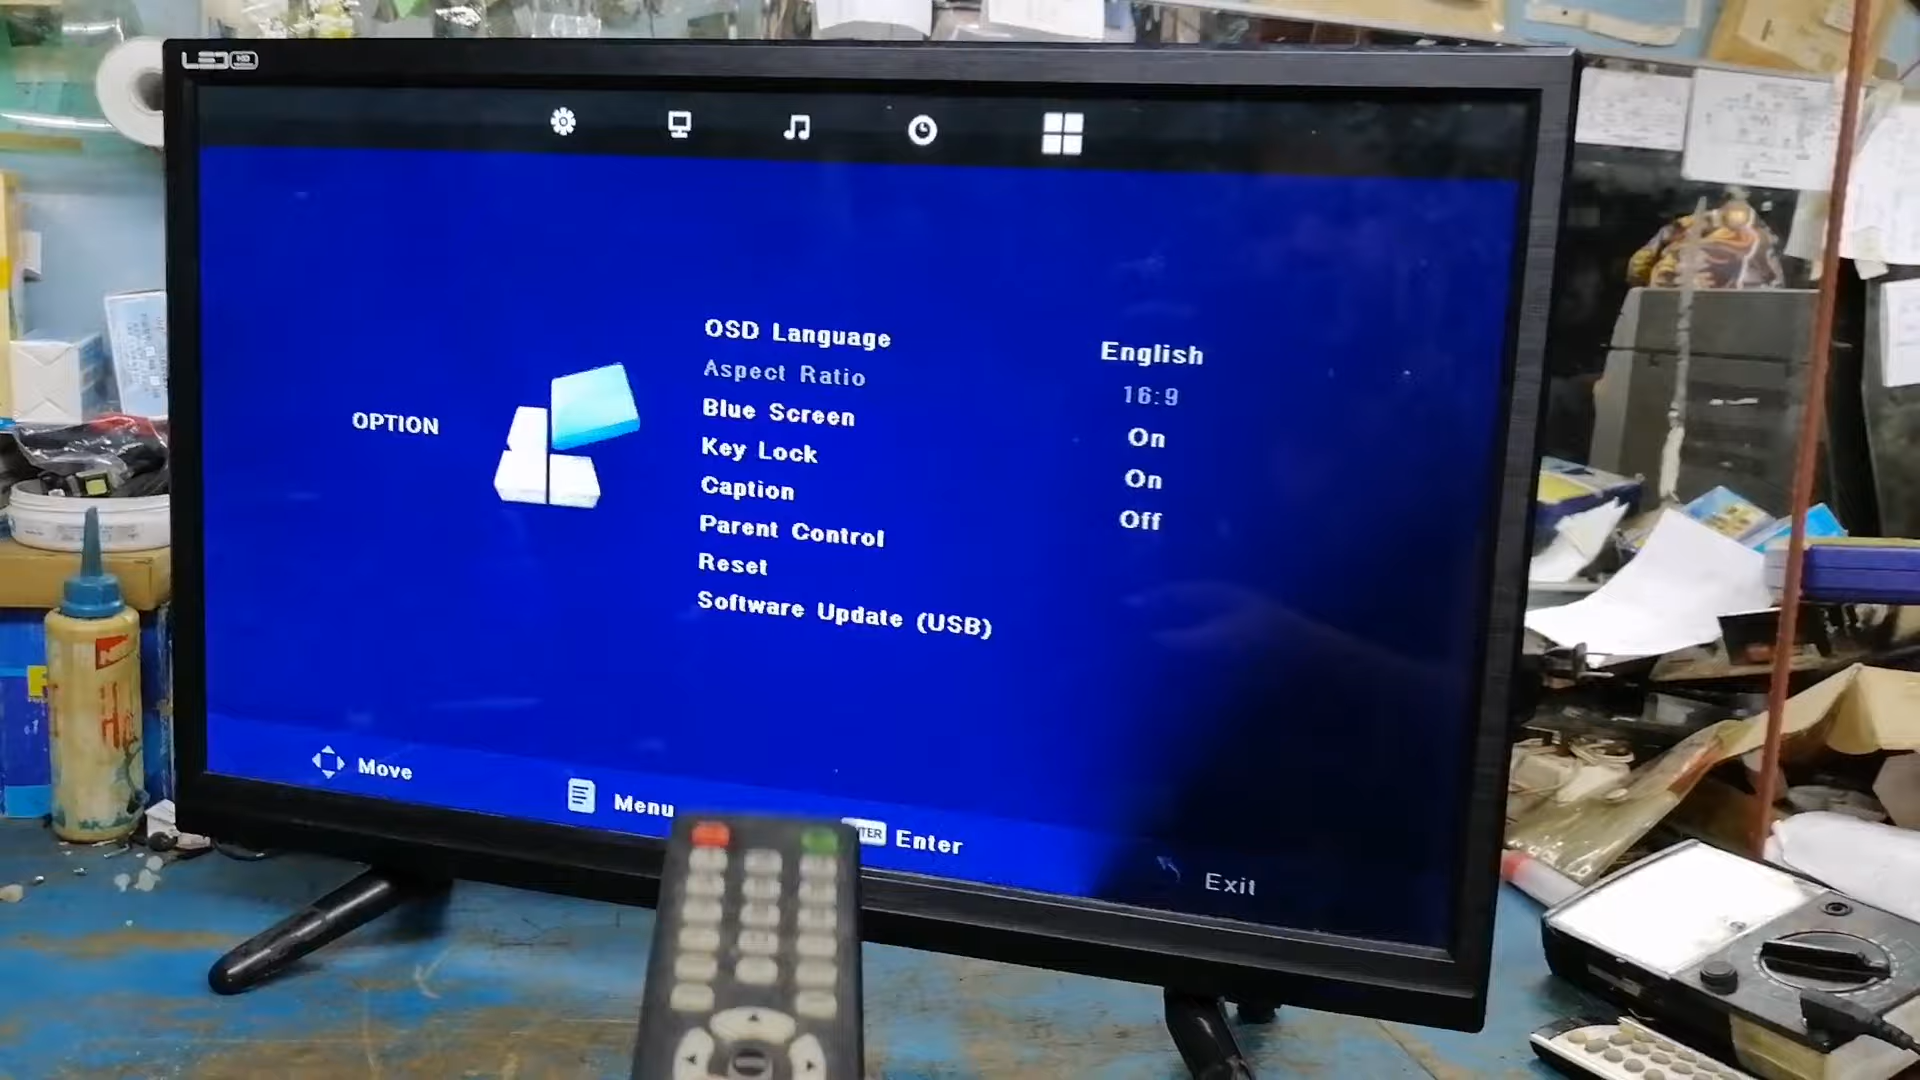 LED HD
OSD Language English
Aspect Ratio 16:9
Blue Screen On
Key Lock On
Caption Off
Parent Control
Reset
Software Update (USB)
OPTION
Move
Menu
Enter
Exit